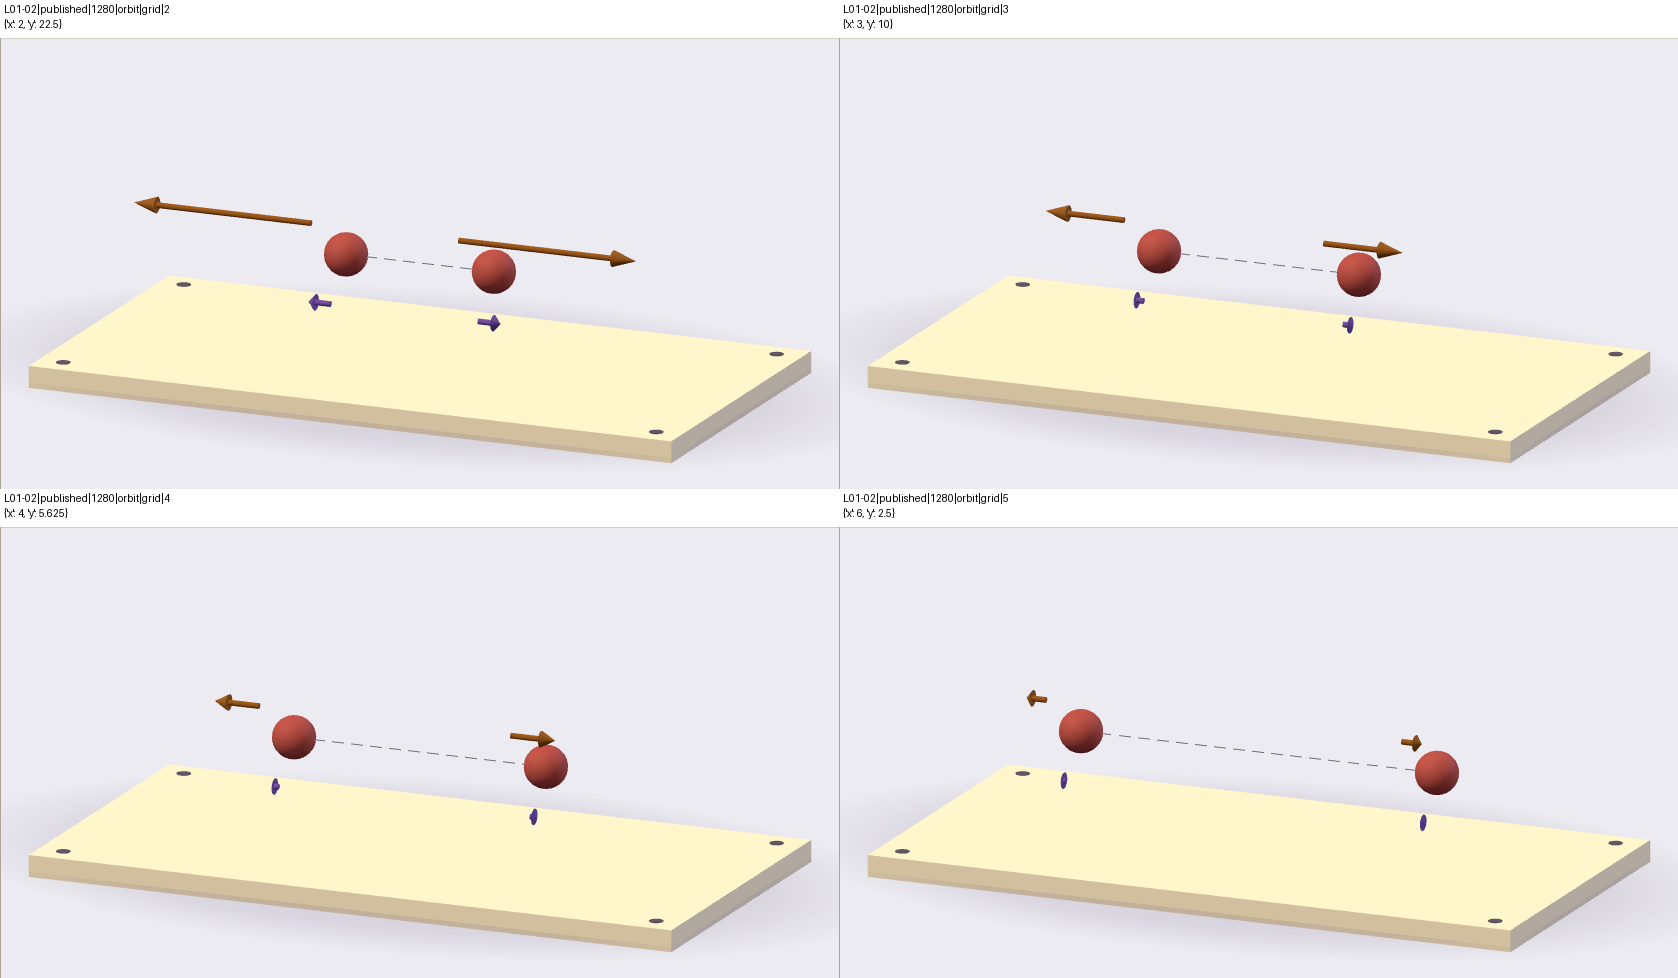 L01-02|published|1280|orbit|grid|2
{'x': 2, 'y': 22.5}
L01-02|published|1280|orbit|grid|3
{'x': 3, 'y': 10}
L01-02|published|1280|orbit|grid|4
{'x': 4, 'y': 5.625}
L01-02|published|1280|orbit|grid|5
{'x': 6, 'y': 2.5}